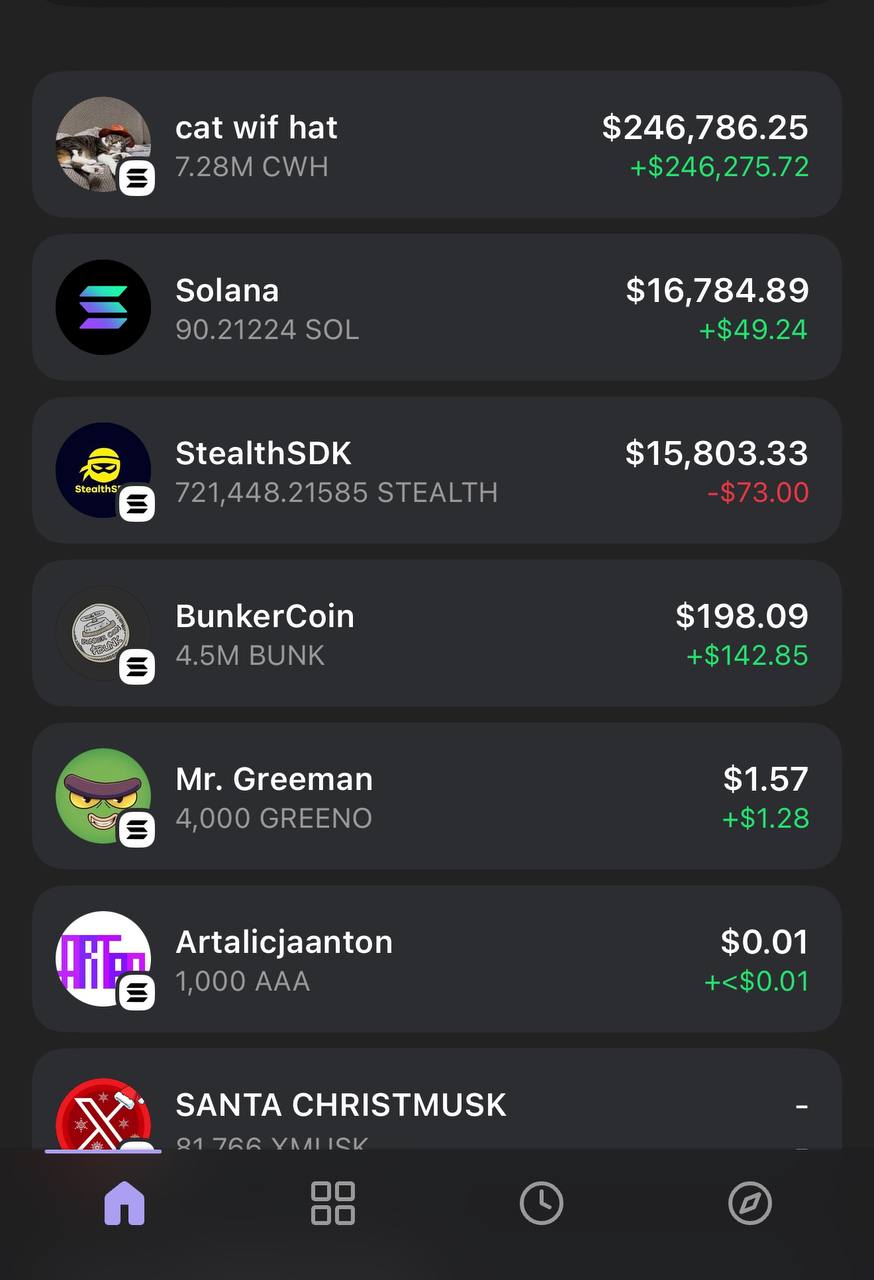 cat wif hat
$246,786.25
7.28M CWH
+$246,275.72
Solana
$16,784.89
90.21224 SOL
+$49.24
StealthSDK
$15,803.33
721,448.21585 STEALTH
-$73.00
BunkerCoin
$198.09
4.5M BUNK
+$142.85
Mr. Greeman
$1.57
4,000 GREENO
+$1.28
Artalicjaanton
$0.01
1,000 AAA
+<$0.01
SANTA CHRISTMUSK
-
81,766 XMUSK